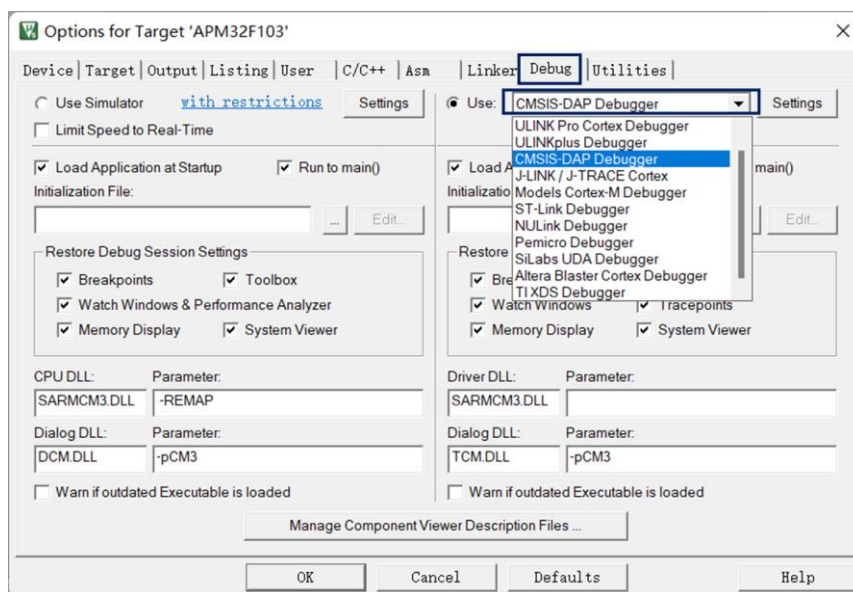 Options for Target 'APM32F103'
Device Target Output Listing User C/C++ Asm Linker Debug Utilities
Use Simulator with restrictions Settings
Limit Speed to Real-Time
Use: CMSIS-DAP Debugger Settings
ULINK Pro Cortex Debugger
ULINKplus Debugger
CMSIS-DAP Debugger
J-LINK / J-TRACE Cortex
Models Cortex-M Debugger
ST-Link Debugger
NULink Debugger
Pemicro Debugger
SiLabs UDA Debugger
Altera Blaster Cortex Debugger
TI XDS Debugger
Load Application at Startup Run to main()
Initialization File:
... Edit...
Restore Debug Session Settings
Breakpoints Toolbox
Watch Windows & Performance Analyzer
Memory Display System Viewer
Load A main()
Initializatio
Edit...
Restore
Bre
Watch Windows Tracepoints
Memory Display System Viewer
CPU DLL: Parameter:
SARMCM3.DLL -REMAP
Dialog DLL: Parameter:
DCM.DLL -pCM3
Warn if outdated Executable is loaded
Driver DLL: Parameter:
SARMCM3.DLL
Dialog DLL: Parameter:
TCM.DLL -pCM3
Warn if outdated Executable is loaded
Manage Component Viewer Description Files ...
OK Cancel Defaults Help